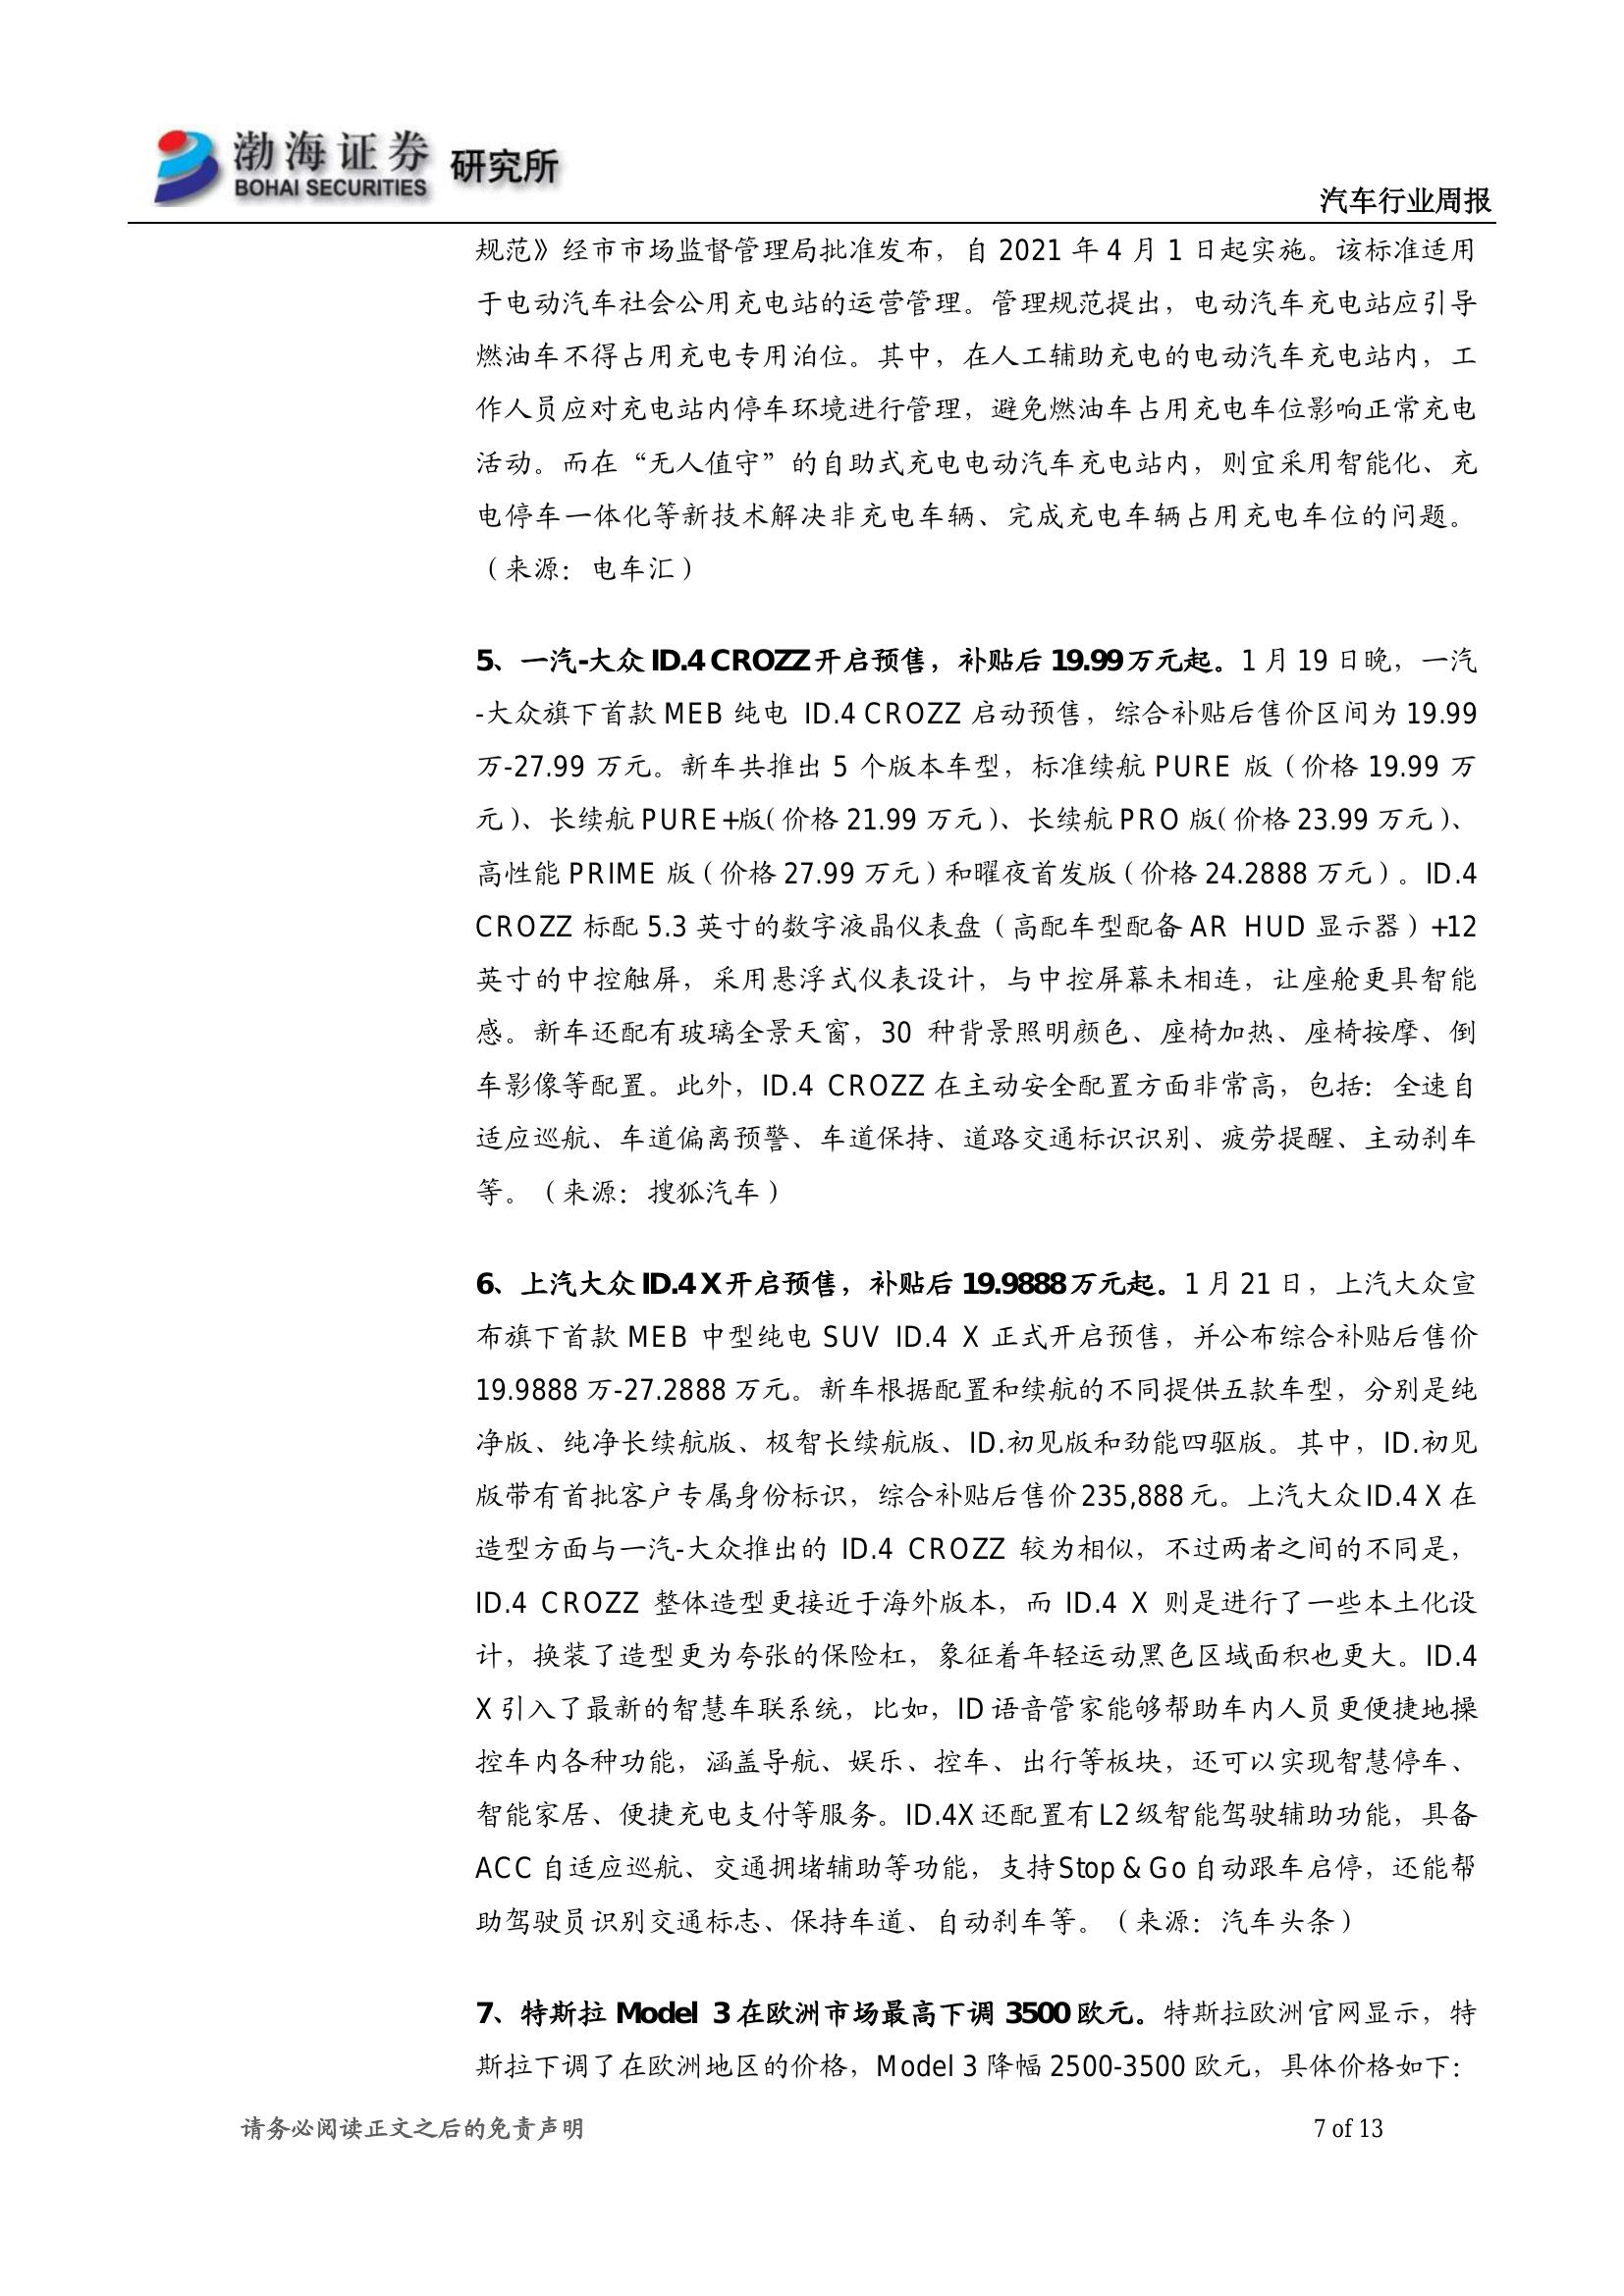 渤海证券 研究所
BOHAI SECURITIES
汽车行业周报
规范》经市市场监督管理局批准发布，自 2021 年 4 月 1 日起实施。该标准适用
于电动汽车社会公用充电站的运营管理。管理规范提出，电动汽车充电站应引导
燃油车不得占用充电专用泊位。其中，在人工辅助充电的电动汽车充电站内，工
作人员应对充电站内停车环境进行管理，避免燃油车占用充电车位影响正常充电
活动。而在“无人值守”的自助式充电电动汽车充电站内，则宜采用智能化、充
电停车一体化等新技术解决非充电车辆、完成充电车辆占用充电车位的问题。
（来源：电车汇）
5、一汽-大众 ID.4 CROZZ 开启预售，补贴后 19.99 万元起。1 月 19 日晚，一汽
-大众旗下首款 MEB 纯电 ID.4 CROZZ 启动预售，综合补贴后售价区间为 19.99
万-27.99 万元。新车共推出 5 个版本车型，标准续航 PURE 版（价格 19.99 万
元）、长续航 PURE+版（价格 21.99 万元）、长续航 PRO 版（价格 23.99 万元）、
高性能 PRIME 版（价格 27.99 万元）和曜夜首发版（价格 24.2888 万元）。ID.4
CROZZ 标配 5.3 英寸的数字液晶仪表盘（高配车型配备 AR HUD 显示器）+12
英寸的中控触屏，采用悬浮式仪表设计，与中控屏幕未相连，让座舱更具智能
感。新车还配有玻璃全景天窗，30 种背景照明颜色、座椅加热、座椅按摩、倒
车影像等配置。此外，ID.4 CROZZ 在主动安全配置方面非常高，包括：全速自
适应巡航、车道偏离预警、车道保持、道路交通标识识别、疲劳提醒、主动刹车
等。（来源：搜狐汽车）
6、上汽大众 ID.4 X 开启预售，补贴后 19.9888 万元起。1 月 21 日，上汽大众宣
布旗下首款 MEB 中型纯电 SUV ID.4 X 正式开启预售，并公布综合补贴后售价
19.9888 万-27.2888 万元。新车根据配置和续航的不同提供五款车型，分别是纯
净版、纯净长续航版、极智长续航版、ID.初见版和劲能四驱版。其中，ID.初见
版带有首批客户专属身份标识，综合补贴后售价 235,888 元。上汽大众 ID.4 X 在
造型方面与一汽-大众推出的 ID.4 CROZZ 较为相似，不过两者之间的不同是，
ID.4 CROZZ 整体造型更接近于海外版本，而 ID.4 X 则是进行了一些本土化设
计，换装了造型更为夸张的保险杠，象征着年轻运动黑色区域面积也更大。ID.4
X 引入了最新的智慧车联系统，比如，ID 语音管家能够帮助车内人员更便捷地操
控车内各种功能，涵盖导航、娱乐、控车、出行等板块，还可以实现智慧停车、
智能家居、便捷充电支付等服务。ID.4X 还配置有 L2 级智能驾驶辅助功能，具备
ACC 自适应巡航、交通拥堵辅助等功能，支持 Stop & Go 自动跟车启停，还能帮
助驾驶员识别交通标志、保持车道、自动刹车等。（来源：汽车头条）
7、特斯拉 Model 3 在欧洲市场最高下调 3500 欧元。特斯拉欧洲官网显示，特
斯拉下调了在欧洲地区的价格，Model 3 降幅 2500-3500 欧元，具体价格如下：
请务必阅读正文之后的免责声明
7 of 13